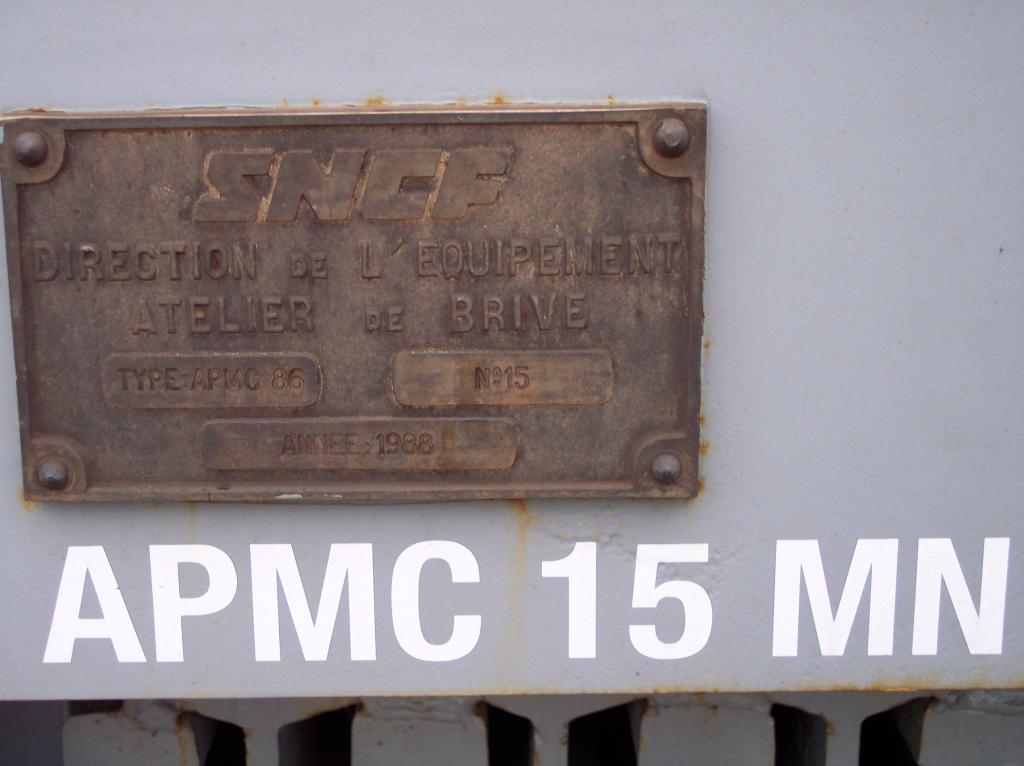 SNCF
DIRECTION DE L'EQUIPEMENT
ATELIER DE BRIVE
TYPE: APMC 86 Nº15
ANNEE: 1988
APMC 15 MN